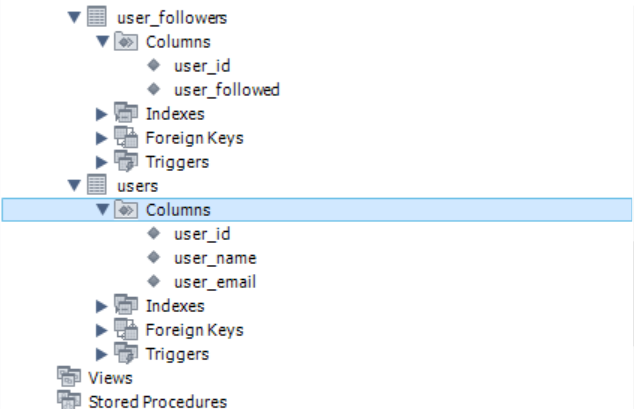 user_followers
Columns
user_id
user_followed
Indexes
Foreign Keys
Triggers
users
Columns
user_id
user_name
user_email
Indexes
Foreign Keys
Triggers
Views
Stored Procedures